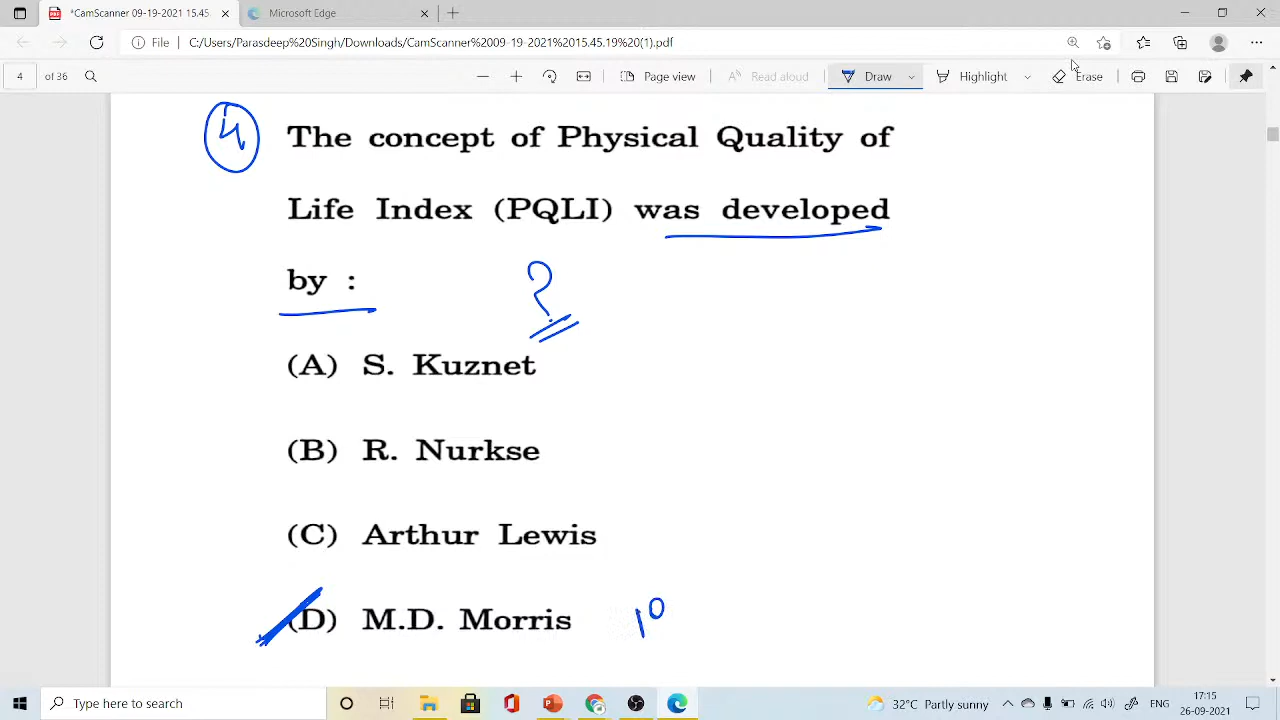 *CamScanner 09-19-2021 15.45
Microsoft Edge
File C:/Users/Paradeep%20Singh/Downloads/CamScanner%2009-19-2021%2015.45.19%20(1).pdf
4 of 36 Page view Read aloud Draw Highlight Erase
4 The concept of Physical Quality of
Life Index (PQLI) was developed
by : ?
(A) S. Kuznet
(B) R. Nurkse
(C) Arthur Lewis
(D) M.D. Morris 10
Type here to search 32°C Partly sunny ENG 17:15
26-09-2021